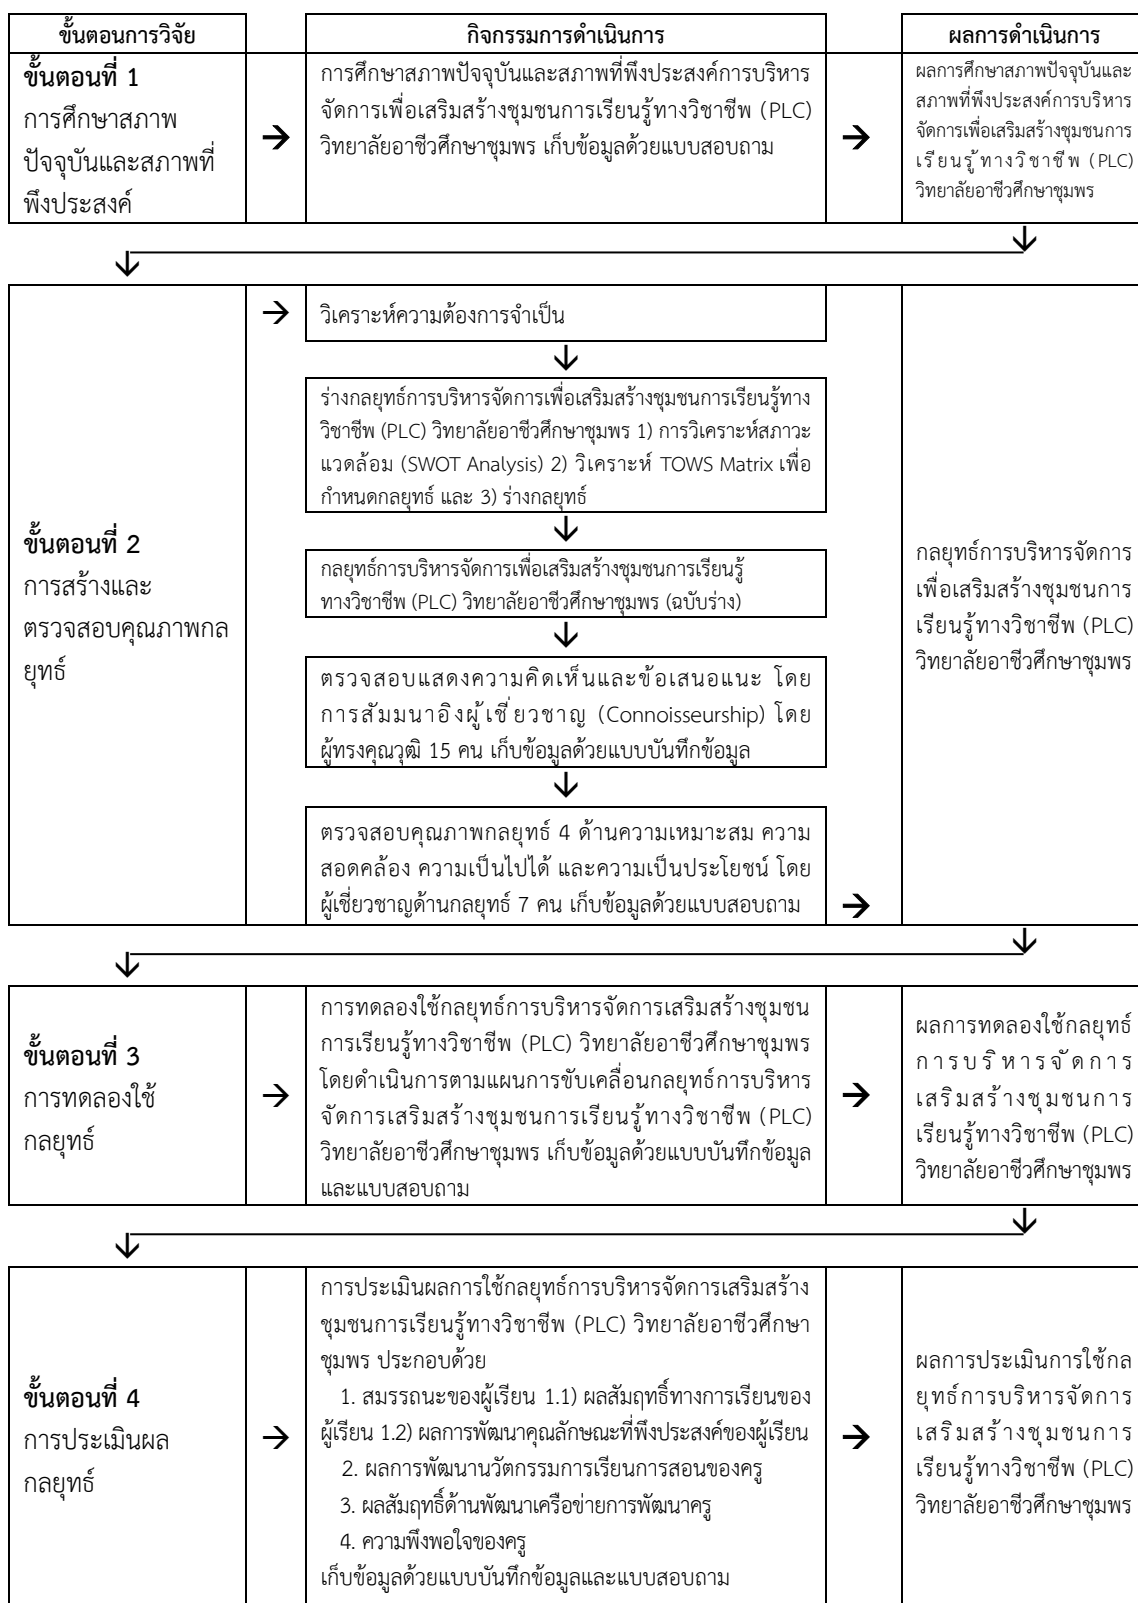 ขั้นตอนการวิจัย
กิจกรรมการดำเนินการ
ผลการดำเนินการ
ขั้นตอนที่ 1
การศึกษาสภาพ
ปัจจุบันและสภาพที่
พึงประสงค์
→
การศึกษาสภาพปัจจุบันและสภาพที่พึงประสงค์การบริหาร
จัดการเพื่อเสริมสร้างชุมชนการเรียนรู้ทางวิชาชีพ (PLC)
วิทยาลัยอาชีวศึกษาชุมพร เก็บข้อมูลด้วยแบบสอบถาม
→
ผลการศึกษาสภาพปัจจุบันและ
สภาพที่พึงประสงค์การบริหาร
จัดการเพื่อเสริมสร้างชุมชนการ
เรียนรู้ทางวิชาชีพ (PLC)
วิทยาลัยอาชีวศึกษาชุมพร
ขั้นตอนที่ 2
การสร้างและ
ตรวจสอบคุณภาพกล
ยุทธ์
→
วิเคราะห์ความต้องการจำเป็น
ร่างกลยุทธ์การบริหารจัดการเพื่อเสริมสร้างชุมชนการเรียนรู้ทาง
วิชาชีพ (PLC) วิทยาลัยอาชีวศึกษาชุมพร 1) การวิเคราะห์สภาวะ
แวดล้อม (SWOT Analysis) 2) วิเคราะห์ TOWS Matrix เพื่อ
กำหนดกลยุทธ์ และ 3) ร่างกลยุทธ์
กลยุทธ์การบริหารจัดการเพื่อเสริมสร้างชุมชนการเรียนรู้
ทางวิชาชีพ (PLC) วิทยาลัยอาชีวศึกษาชุมพร (ฉบับร่าง)
ตรวจสอบแสดงความคิดเห็นและข้อเสนอแนะ โดย
การสัมมนาอิงผู้เชี่ยวชาญ (Connoisseurship) โดย
ผู้ทรงคุณวุฒิ 15 คน เก็บข้อมูลด้วยแบบบันทึกข้อมูล
ตรวจสอบคุณภาพกลยุทธ์ 4 ด้านความเหมาะสม ความ
สอดคล้อง ความเป็นไปได้ และความเป็นประโยชน์ โดย
ผู้เชี่ยวชาญด้านกลยุทธ์ 7 คน เก็บข้อมูลด้วยแบบสอบถาม
→
กลยุทธ์การบริหารจัดการ
เพื่อเสริมสร้างชุมชนการ
เรียนรู้ทางวิชาชีพ (PLC)
วิทยาลัยอาชีวศึกษาชุมพร
ขั้นตอนที่ 3
การทดลองใช้
กลยุทธ์
→
การทดลองใช้กลยุทธ์การบริหารจัดการเสริมสร้างชุมชน
การเรียนรู้ทางวิชาชีพ (PLC) วิทยาลัยอาชีวศึกษาชุมพร
โดยดำเนินการตามแผนการขับเคลื่อนกลยุทธ์การบริหาร
จัดการเสริมสร้างชุมชนการเรียนรู้ทางวิชาชีพ (PLC)
วิทยาลัยอาชีวศึกษาชุมพร เก็บข้อมูลด้วยแบบบันทึกข้อมูล
และแบบสอบถาม
→
ผลการทดลองใช้กลยุทธ์
การบริหารจัดการ
เสริมสร้างชุมชนการ
เรียนรู้ทางวิชาชีพ (PLC)
วิทยาลัยอาชีวศึกษาชุมพร
ขั้นตอนที่ 4
การประเมินผล
กลยุทธ์
→
การประเมินผลการใช้กลยุทธ์การบริหารจัดการเสริมสร้าง
ชุมชนการเรียนรู้ทางวิชาชีพ (PLC) วิทยาลัยอาชีวศึกษา
ชุมพร ประกอบด้วย
1. สมรรถนะของผู้เรียน 1.1) ผลสัมฤทธิ์ทางการเรียนของ
ผู้เรียน 1.2) ผลการพัฒนาคุณลักษณะที่พึงประสงค์ของผู้เรียน
2. ผลการพัฒนานวัตกรรมการเรียนการสอนของครู
3. ผลสัมฤทธิ์ด้านพัฒนาเครือข่ายการพัฒนาครู
4. ความพึงพอใจของครู
เก็บข้อมูลด้วยแบบบันทึกข้อมูลและแบบสอบถาม
→
ผลการประเมินการใช้กล
ยุทธ์การบริหารจัดการ
เสริมสร้างชุมชนการ
เรียนรู้ทางวิชาชีพ (PLC)
วิทยาลัยอาชีวศึกษาชุมพร